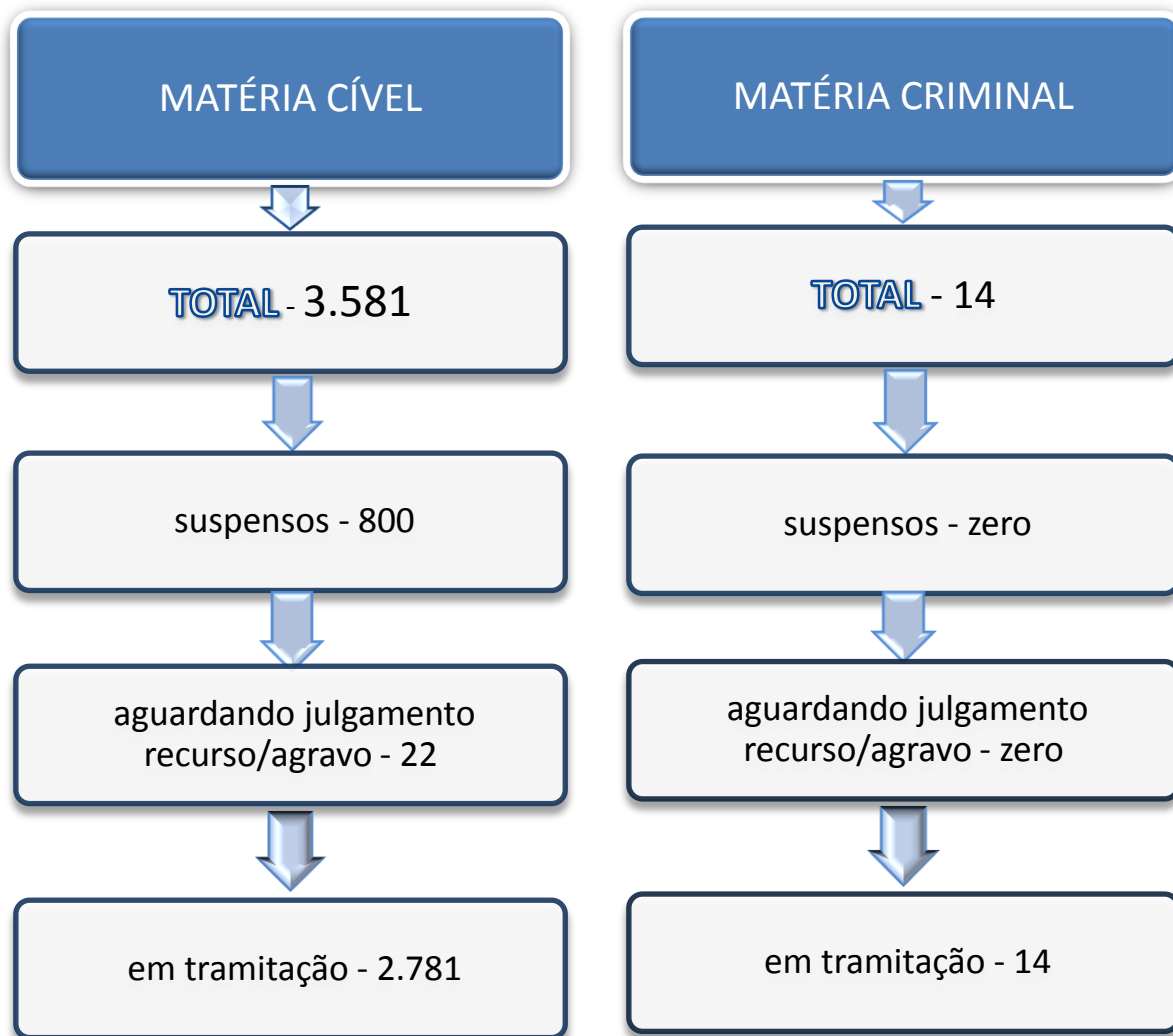 MATÉRIA CÍVEL
TOTAL - 3.581
suspensos - 800
aguardando julgamento
recurso/agravo - 22
em tramitação - 2.781
MATÉRIA CRIMINAL
TOTAL - 14
suspensos - zero
aguardando julgamento
recurso/agravo - zero
em tramitação - 14